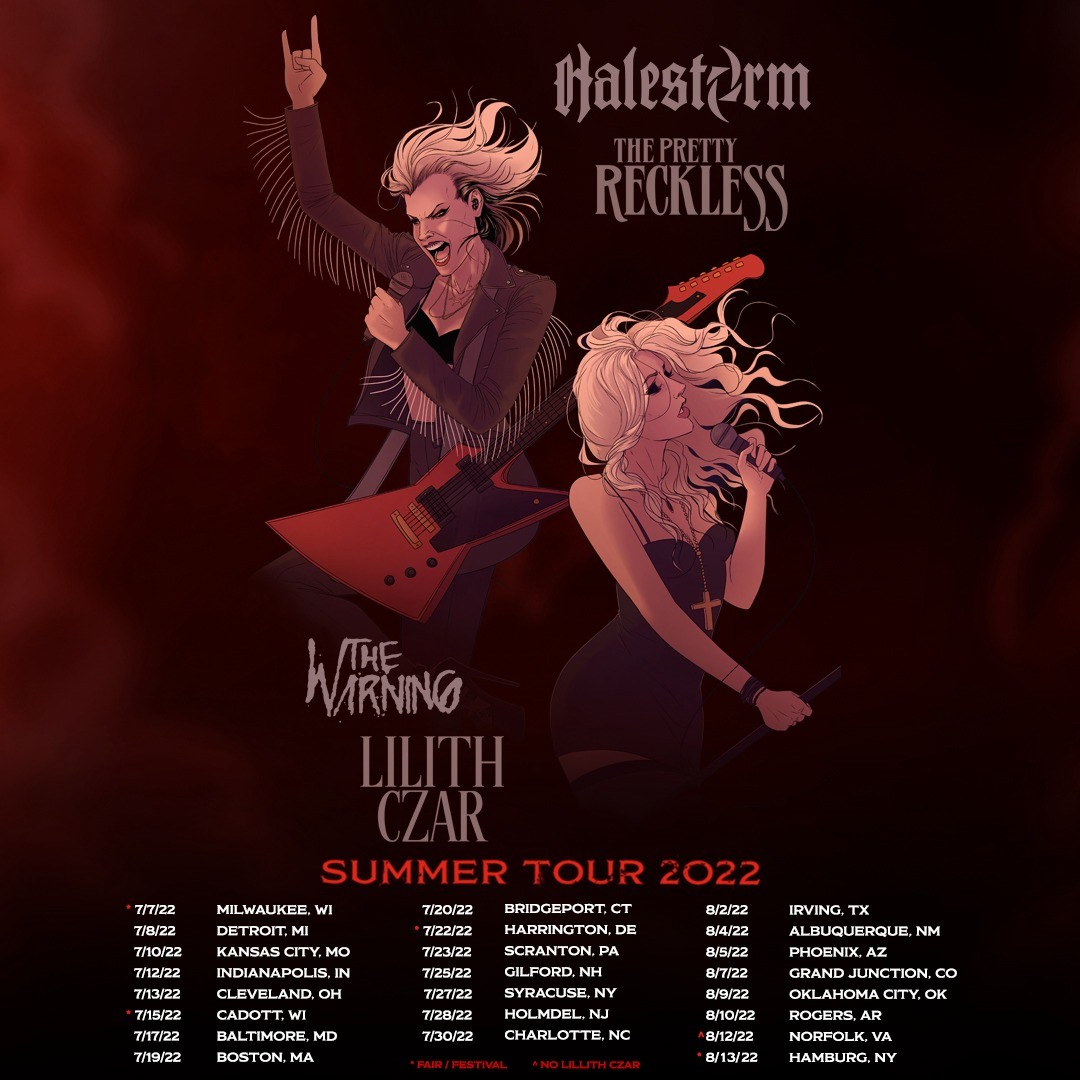 Halestorm
THE PRETTY
RECKLESS
THE
WARNING
LILITH
CZAR
SUMMER TOUR 2022
* 7/7/22 MILWAUKEE, WI
7/8/22 DETROIT, MI
7/10/22 KANSAS CITY, MO
7/12/22 INDIANAPOLIS, IN
7/13/22 CLEVELAND, OH
* 7/15/22 CADOTT, WI
7/17/22 BALTIMORE, MD
7/19/22 BOSTON, MA
7/20/22 BRIDGEPORT, CT
* 7/22/22 HARRINGTON, DE
7/23/22 SCRANTON, PA
7/25/22 GILFORD, NH
7/27/22 SYRACUSE, NY
7/28/22 HOLMDEL, NJ
7/30/22 CHARLOTTE, NC
8/2/22 IRVING, TX
8/4/22 ALBUQUERQUE, NM
8/5/22 PHOENIX, AZ
8/7/22 GRAND JUNCTION, CO
8/9/22 OKLAHOMA CITY, OK
8/10/22 ROGERS, AR
^ 8/12/22 NORFOLK, VA
* 8/13/22 HAMBURG, NY
* FAIR / FESTIVAL ^ NO LILLITH CZAR